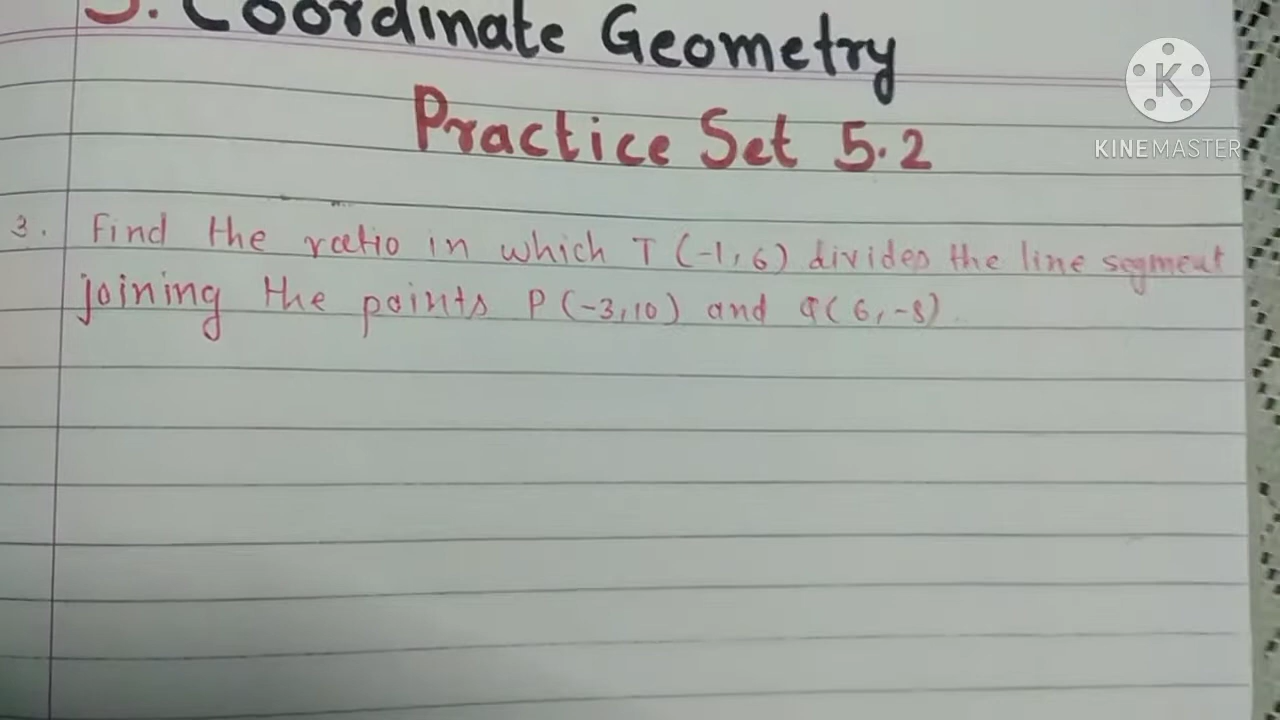 5. Coordinate Geometry
Practice Set 5.2
3. Find the ratio in which T (-1, 6) divides the line segment
joining the points P (-3, 10) and Q (6, -8).
K
KINEMASTER